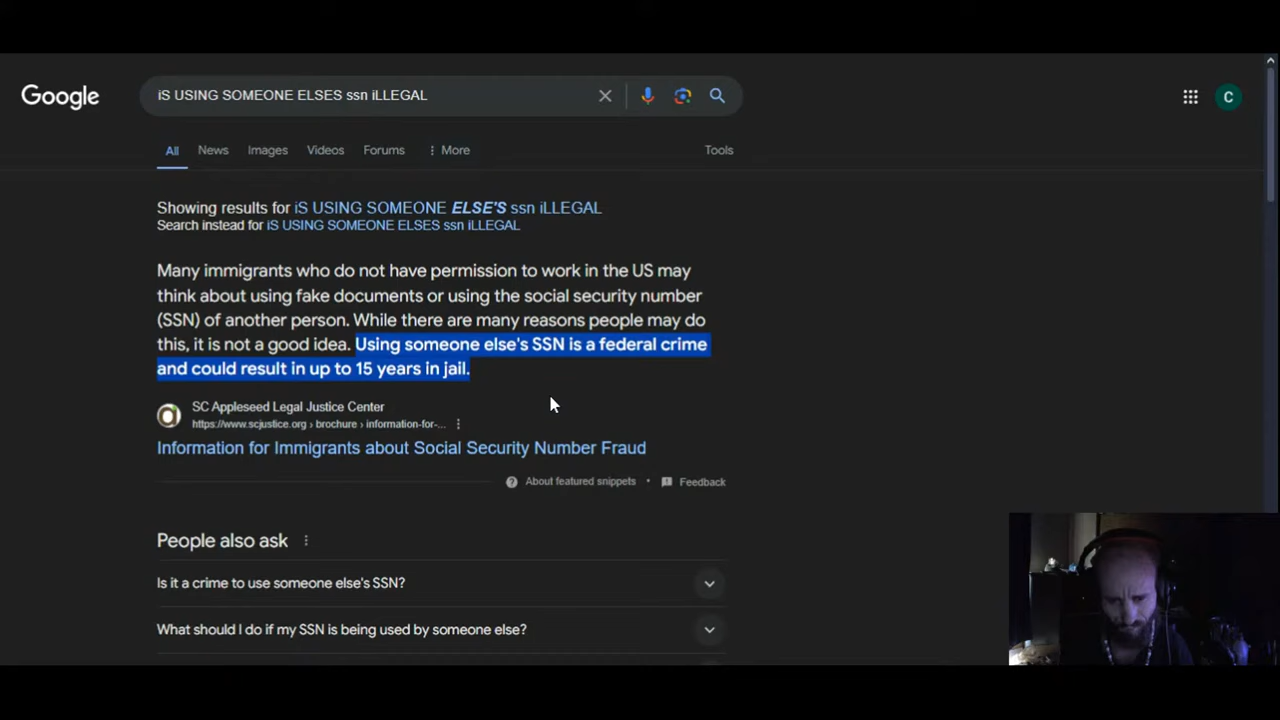 Google
iS USING SOMEONE ELSES ssn iLLEGAL
C
All News Images Videos Forums More Tools
Showing results for iS USING SOMEONE ELSE'S ssn iLLEGAL
Search instead for iS USING SOMEONE ELSES ssn iLLEGAL
Many immigrants who do not have permission to work in the US may
think about using fake documents or using the social security number
(SSN) of another person. While there are many reasons people may do
this, it is not a good idea. Using someone else's SSN is a federal crime
and could result in up to 15 years in jail.
SC Appleseed Legal Justice Center
https://www.scjustice.org › brochure › information-for-...
Information for Immigrants about Social Security Number Fraud
About featured snippets • Feedback
People also ask
Is it a crime to use someone else's SSN?
What should I do if my SSN is being used by someone else?